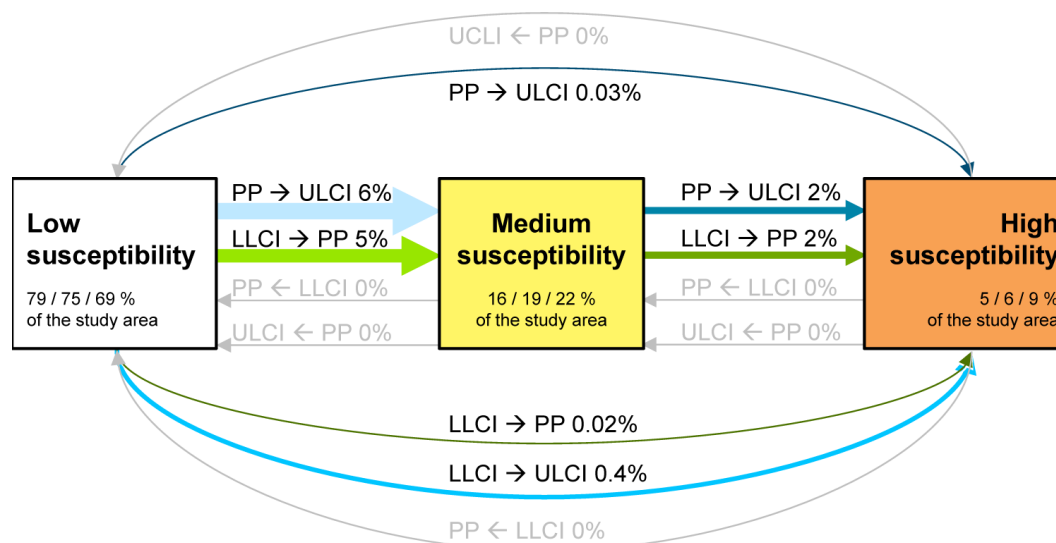 UCLI ← PP 0%
PP → ULCI 0.03%
Low
susceptibility
79 / 75 / 69 %
of the study area
PP → ULCI 6%
LLCI → PP 5%
PP ← LLCI 0%
ULCI ← PP 0%
Medium
susceptibility
16 / 19 / 22 %
of the study area
PP → ULCI 2%
LLCI → PP 2%
PP ← LLCI 0%
ULCI ← PP 0%
High
susceptibility
5 / 6 / 9 %
of the study area
LLCI → PP 0.02%
LLCI → ULCI 0.4%
PP ← LLCI 0%